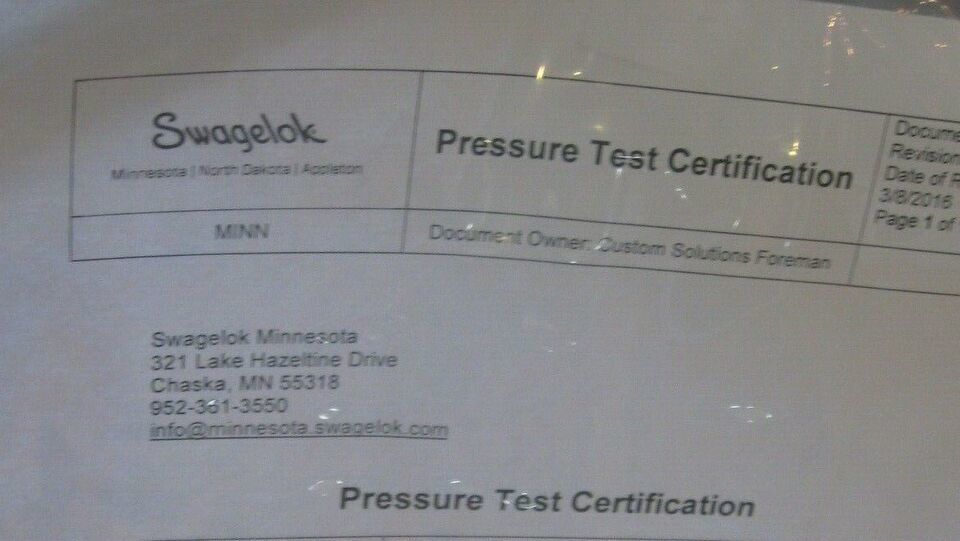 Swagelok
Minnesota | North Dakota | Appleton
Pressure Test Certification
Revision
Date of
3/8/2016
Page 1 of
MINN
Document Owner: Custom Solutions Foreman
Swagelok Minnesota
321 Lake Hazeltine Drive
Chaska, MN 55318
952-361-3550
info@minnesota.swagelok.com
Pressure Test Certification